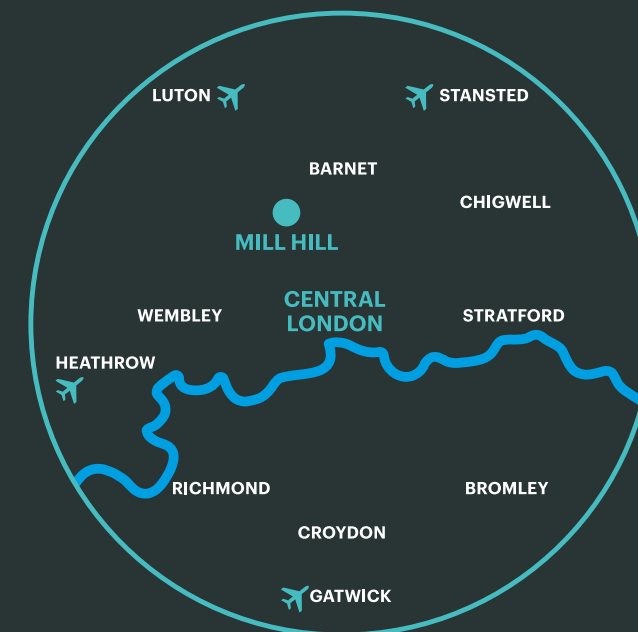 LUTON
STANSTED
BARNET
CHIGWELL
MILL HILL
CENTRAL
LONDON
WEMBLEY
STRATFORD
HEATHROW
RICHMOND
BROMLEY
CROYDON
GATWICK